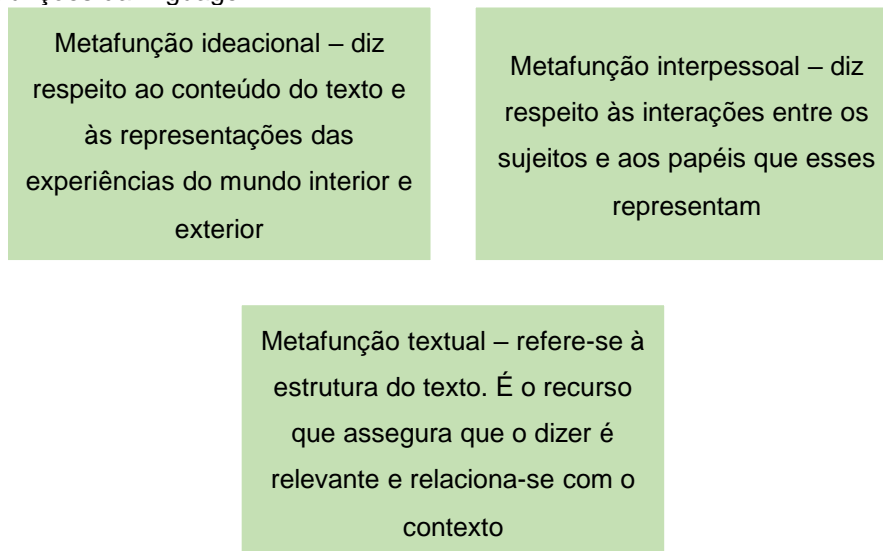 Metafunção ideacional – diz
respeito ao conteúdo do texto e
às representações das
experiências do mundo interior e
exterior
Metafunção interpessoal – diz
respeito às interações entre os
sujeitos e aos papéis que esses
representam
Metafunção textual – refere-se à
estrutura do texto. É o recurso
que assegura que o dizer é
relevante e relaciona-se com o
contexto